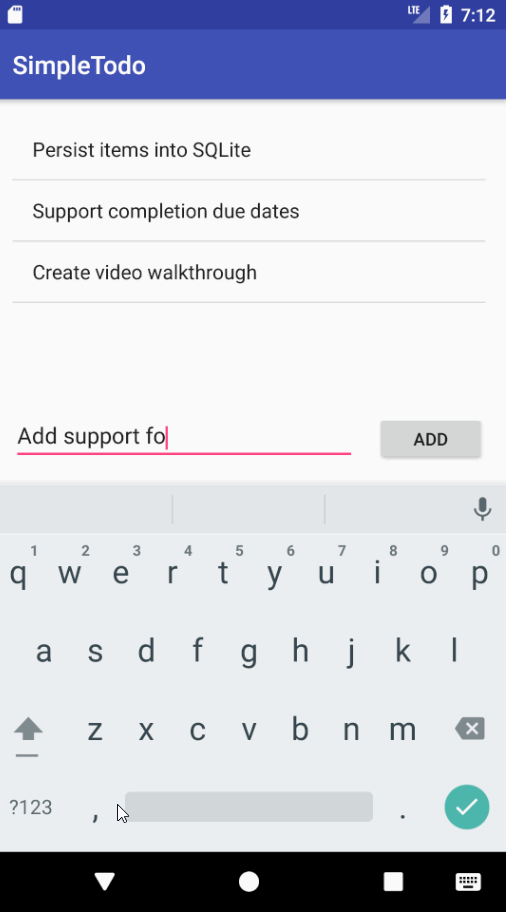 LTE 7:12
SimpleTodo
Persist items into SQLite
Support completion due dates
Create video walkthrough
Add support fo ADD
1 2 3 4 5 6 7 8 9 0
q w e r t y u i o p
a s d f g h j k l
z x c v b n m
?123 , .